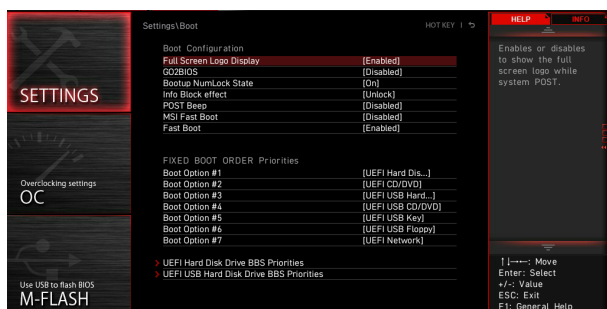 Settings\Boot
HOT KEY | ⮌
HELP
INFO
SETTINGS
Overclocking settings
OC
Use USB to flash BIOS
M-FLASH
Boot Configuration
Full Screen Logo Display [Enabled]
GO2BIOS [Disabled]
Bootup NumLock State [On]
Info Block effect [Unlock]
POST Beep [Disabled]
MSI Fast Boot [Disabled]
Fast Boot [Enabled]
FIXED BOOT ORDER Priorities
Boot Option #1 [UEFI Hard Dis...]
Boot Option #2 [UEFI CD/DVD]
Boot Option #3 [UEFI USB Hard...]
Boot Option #4 [UEFI USB CD/DVD]
Boot Option #5 [UEFI USB Key]
Boot Option #6 [UEFI USB Floppy]
Boot Option #7 [UEFI Network]
> UEFI Hard Disk Drive BBS Priorities
> UEFI USB Hard Disk Drive BBS Priorities
Enables or disables
to show the full
screen logo while
system POST.
↑↓→←: Move
Enter: Select
+/-: Value
ESC: Exit
F1: General Help